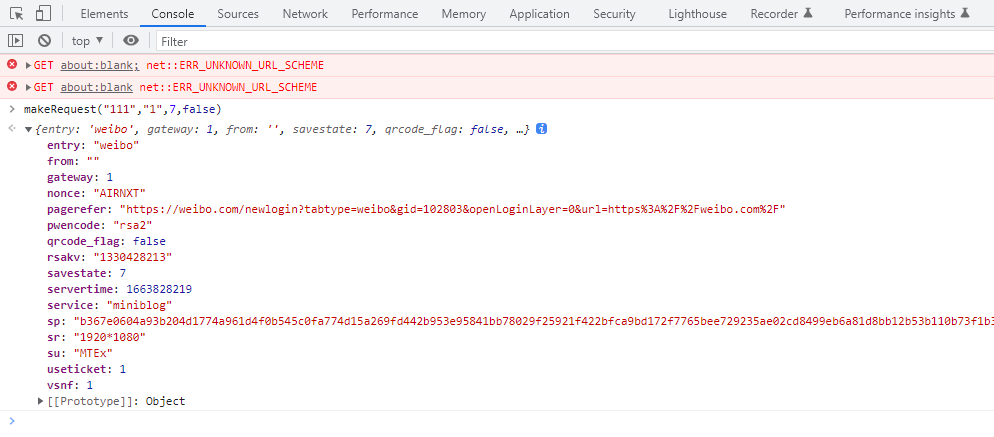 Elements Console Sources Network Performance Memory Application Security Lighthouse Recorder Performance insights
top ▼ Filter
GET about:blank; net::ERR_UNKNOWN_URL_SCHEME
GET about:blank net::ERR_UNKNOWN_URL_SCHEME
makeRequest("111","1",7,false)
{entry: 'weibo', gateway: 1, from: '', savestate: 7, qrcode_flag: false, …}
entry: "weibo"
from: ""
gateway: 1
nonce: "AIRNXT"
pagerefer: "https://weibo.com/newlogin?tabtype=weibo&gid=102803&openLoginLayer=0&url=https%3A%2F%2Fweibo.com%2F"
pwencode: "rsa2"
qrcode_flag: false
rsakv: "1330428213"
savestate: 7
servertime: 1663828219
service: "miniblog"
sp: "b367e0604a93b204d1774a961d4f0b545c0fa774d15a269fd442b953e95841bb78029f25921f422bfca9bd172f7765bee729235ae02cd8499eb6a81d8bb12b53b110b73f1b3
sr: "1920*1080"
su: "MTEx"
useticket: 1
vsnf: 1
[[Prototype]]: Object